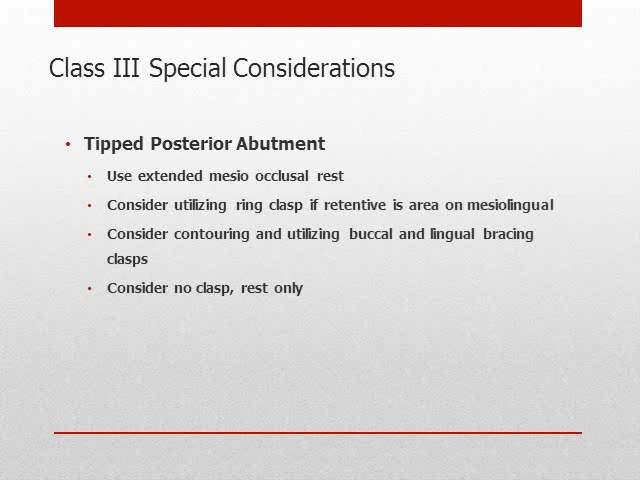 Class III Special Considerations
• Tipped Posterior Abutment
• Use extended mesio occlusal rest
• Consider utilizing ring clasp if retentive is area on mesiolingual
• Consider contouring and utilizing buccal and lingual bracing
clasps
• Consider no clasp, rest only